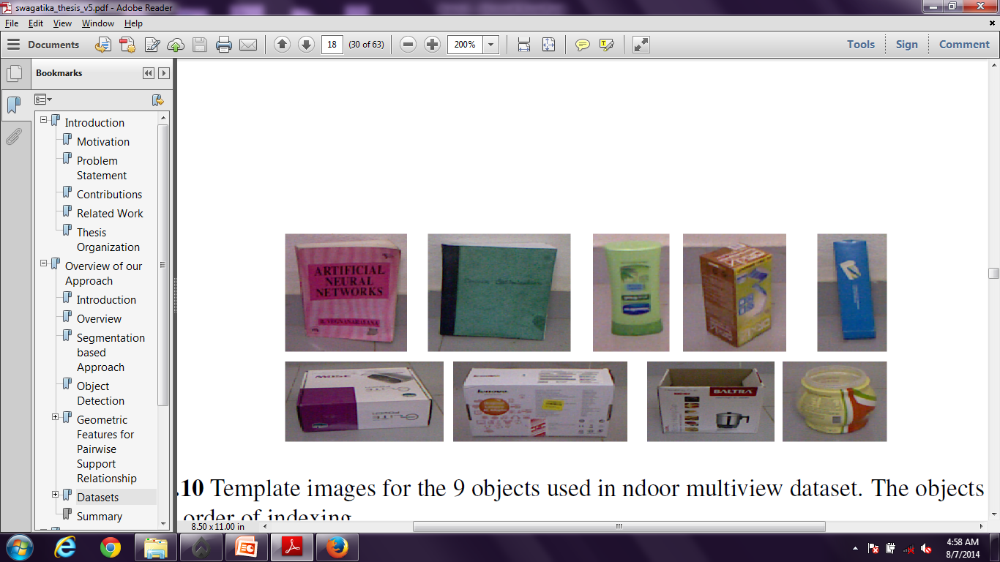 swagatika_thesis_v5.pdf - Adobe Reader
File Edit View Window Help
Documents 18 (30 of 63) 200% Tools Sign Comment
Bookmarks
Introduction
Motivation
Problem
Statement
Contributions
Related Work
Thesis
Organization
Overview of our
Approach
Introduction
Overview
Segmentation
based
Approach
Object
Detection
Geometric
Features for
Pairwise
Support
Relationship
Datasets
Summary
ARTIFICIAL
NEURAL
NETWORKS
B. YEGNANARAYANA
lenovo
BALTRA
.10 Template images for the 9 objects used in ndoor multiview dataset. The objects
order of indexing
8.50 x 11.00 in
4:58 AM
8/7/2014